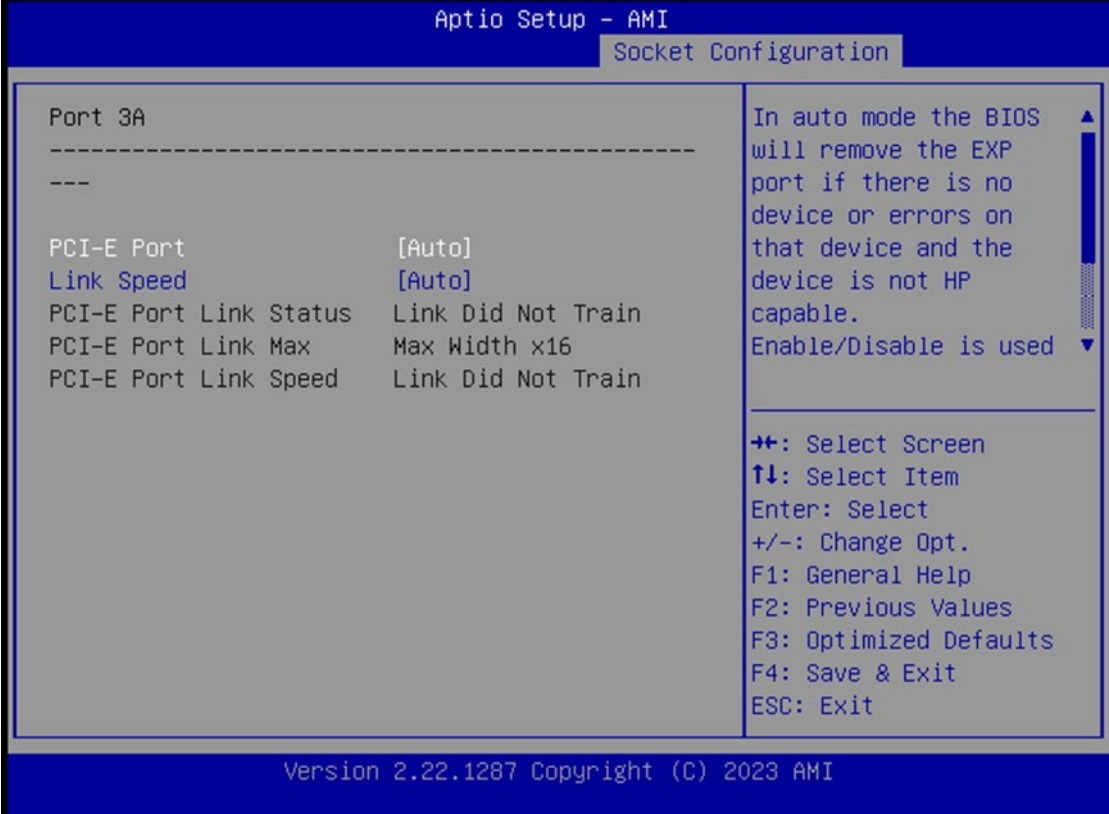 Aptio Setup – AMI
Socket Configuration
Port 3A
-----------------------------------------------
---
PCI-E Port [Auto]
Link Speed [Auto]
PCI-E Port Link Status Link Did Not Train
PCI-E Port Link Max Max Width x16
PCI-E Port Link Speed Link Did Not Train
In auto mode the BIOS
will remove the EXP
port if there is no
device or errors on
that device and the
device is not HP
capable.
Enable/Disable is used
→←: Select Screen
↑↓: Select Item
Enter: Select
+/-: Change Opt.
F1: General Help
F2: Previous Values
F3: Optimized Defaults
F4: Save & Exit
ESC: Exit
Version 2.22.1287 Copyright (C) 2023 AMI